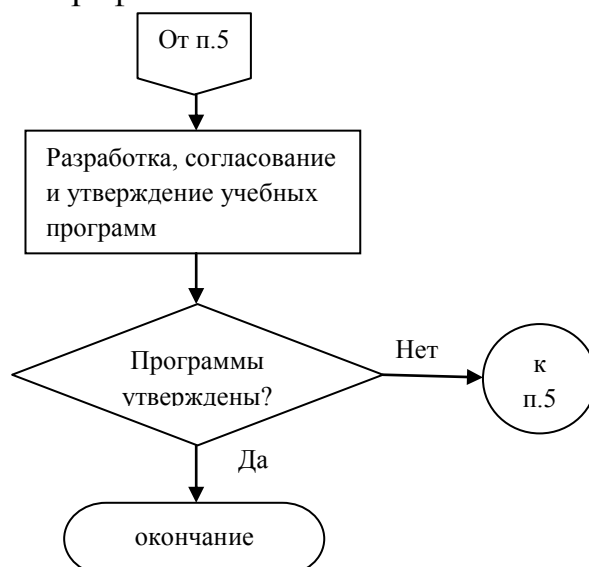 От п.5
Разработка, согласование
и утверждение учебных
программ
Программы
утверждены?
Нет
к
п.5
Да
окончание